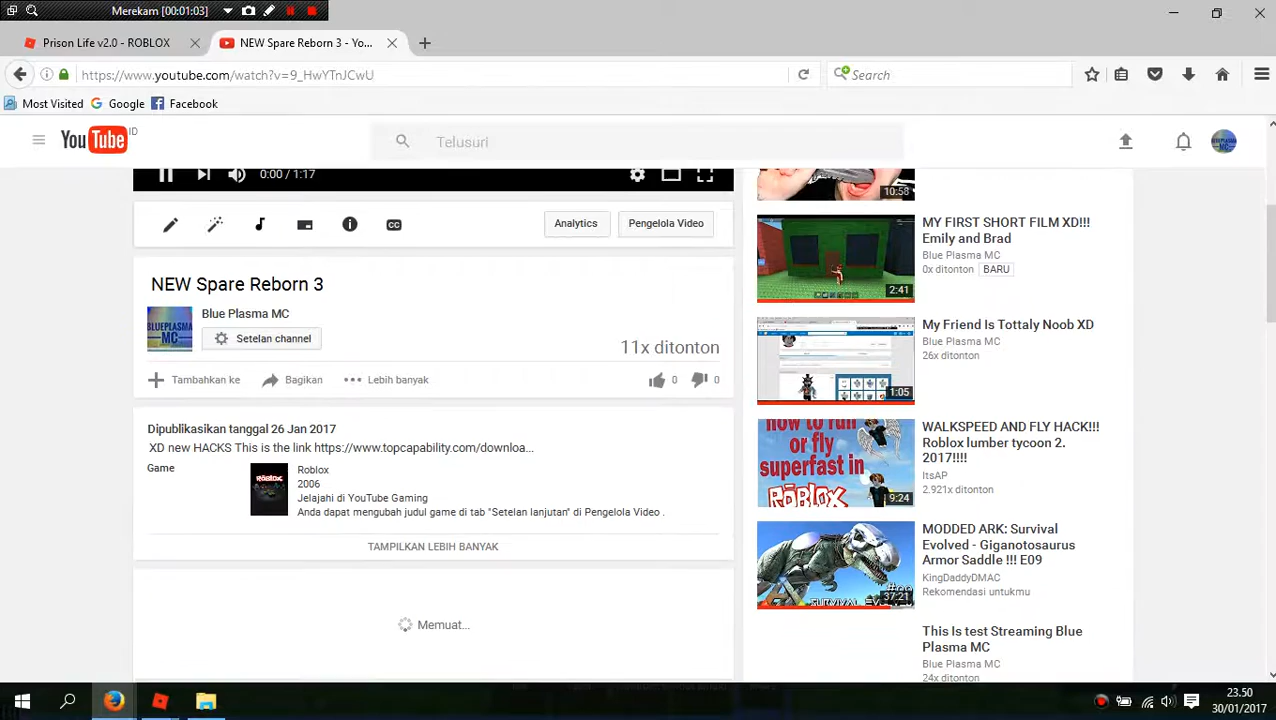 Merekam [00:01:03]
Prison Life v2.0 - ROBLOX
NEW Spare Reborn 3 - Yo...
https://www.youtube.com/watch?v=9_HwYTnJCwU
Search
Most Visited
Google
Facebook
YouTube ID
Telusuri
0:00 / 1:17
Analytics
Pengelola Video
NEW Spare Reborn 3
BLUEPLASMA
MC
Blue Plasma MC
Setelan channel
11x ditonton
Tambahkan ke
Bagikan
Lebih banyak
0
0
Dipublikasikan tanggal 26 Jan 2017
XD new HACKS This is the link https://www.topcapability.com/downloa...
Game
ROBLOX
Roblox
2006
Jelajahi di YouTube Gaming
Anda dapat mengubah judul game di tab "Setelan lanjutan" di Pengelola Video .
TAMPILKAN LEBIH BANYAK
Memuat...
10:58
MY FIRST SHORT FILM XD!!!
Emily and Brad
Blue Plasma MC
0x ditonton BARU
2:41
My Friend Is Tottaly Noob XD
Blue Plasma MC
26x ditonton
1:05
how to run
or fly
superfast in
ROBLOX
9:24
WALKSPEED AND FLY HACK!!!
Roblox lumber tycoon 2.
2017!!!!
ItsAP
2.921x ditonton
37:21
MODDED ARK: Survival
Evolved - Giganotosaurus
Armor Saddle !!! E09
KingDaddyDMAC
Rekomendasi untukmu
This Is test Streaming Blue
Plasma MC
Blue Plasma MC
24x ditonton
23.50
30/01/2017